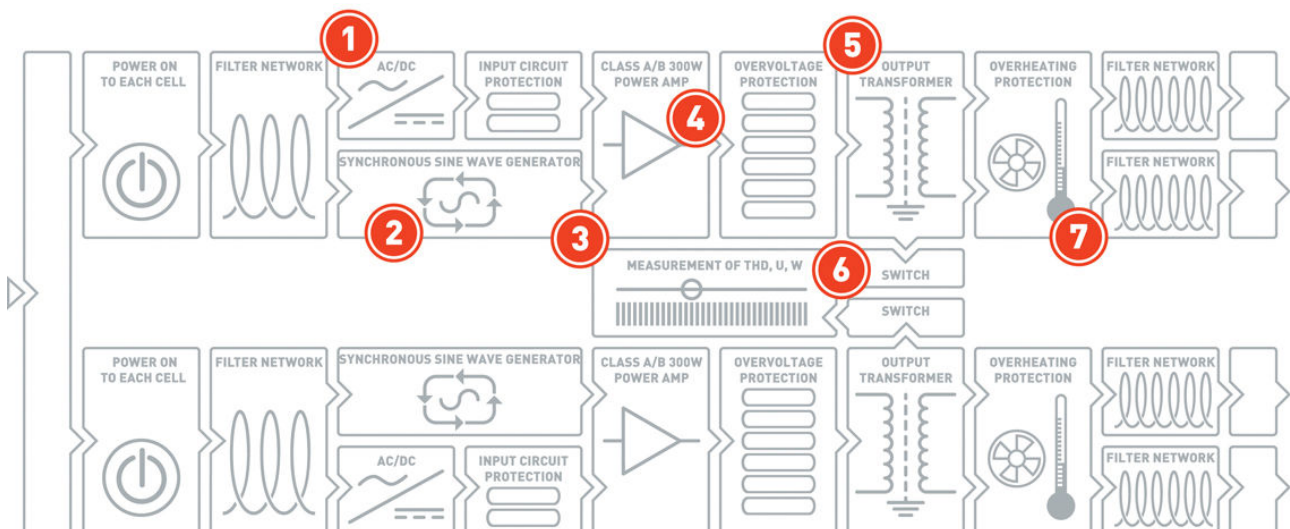 1
5
POWER ON
TO EACH CELL
FILTER NETWORK
AC/DC
INPUT CIRCUIT
PROTECTION
CLASS A/B 300W
POWER AMP
OVERVOLTAGE
PROTECTION
OUTPUT
TRANSFORMER
OVERHEATING
PROTECTION
FILTER NETWORK
4
SYNCHRONOUS SINE WAVE GENERATOR
FILTER NETWORK
2
3
7
MEASUREMENT OF THD, U, W
6
SWITCH
SWITCH
POWER ON
TO EACH CELL
FILTER NETWORK
SYNCHRONOUS SINE WAVE GENERATOR
CLASS A/B 300W
POWER AMP
OVERVOLTAGE
PROTECTION
OUTPUT
TRANSFORMER
OVERHEATING
PROTECTION
FILTER NETWORK
AC/DC
INPUT CIRCUIT
PROTECTION
FILTER NETWORK